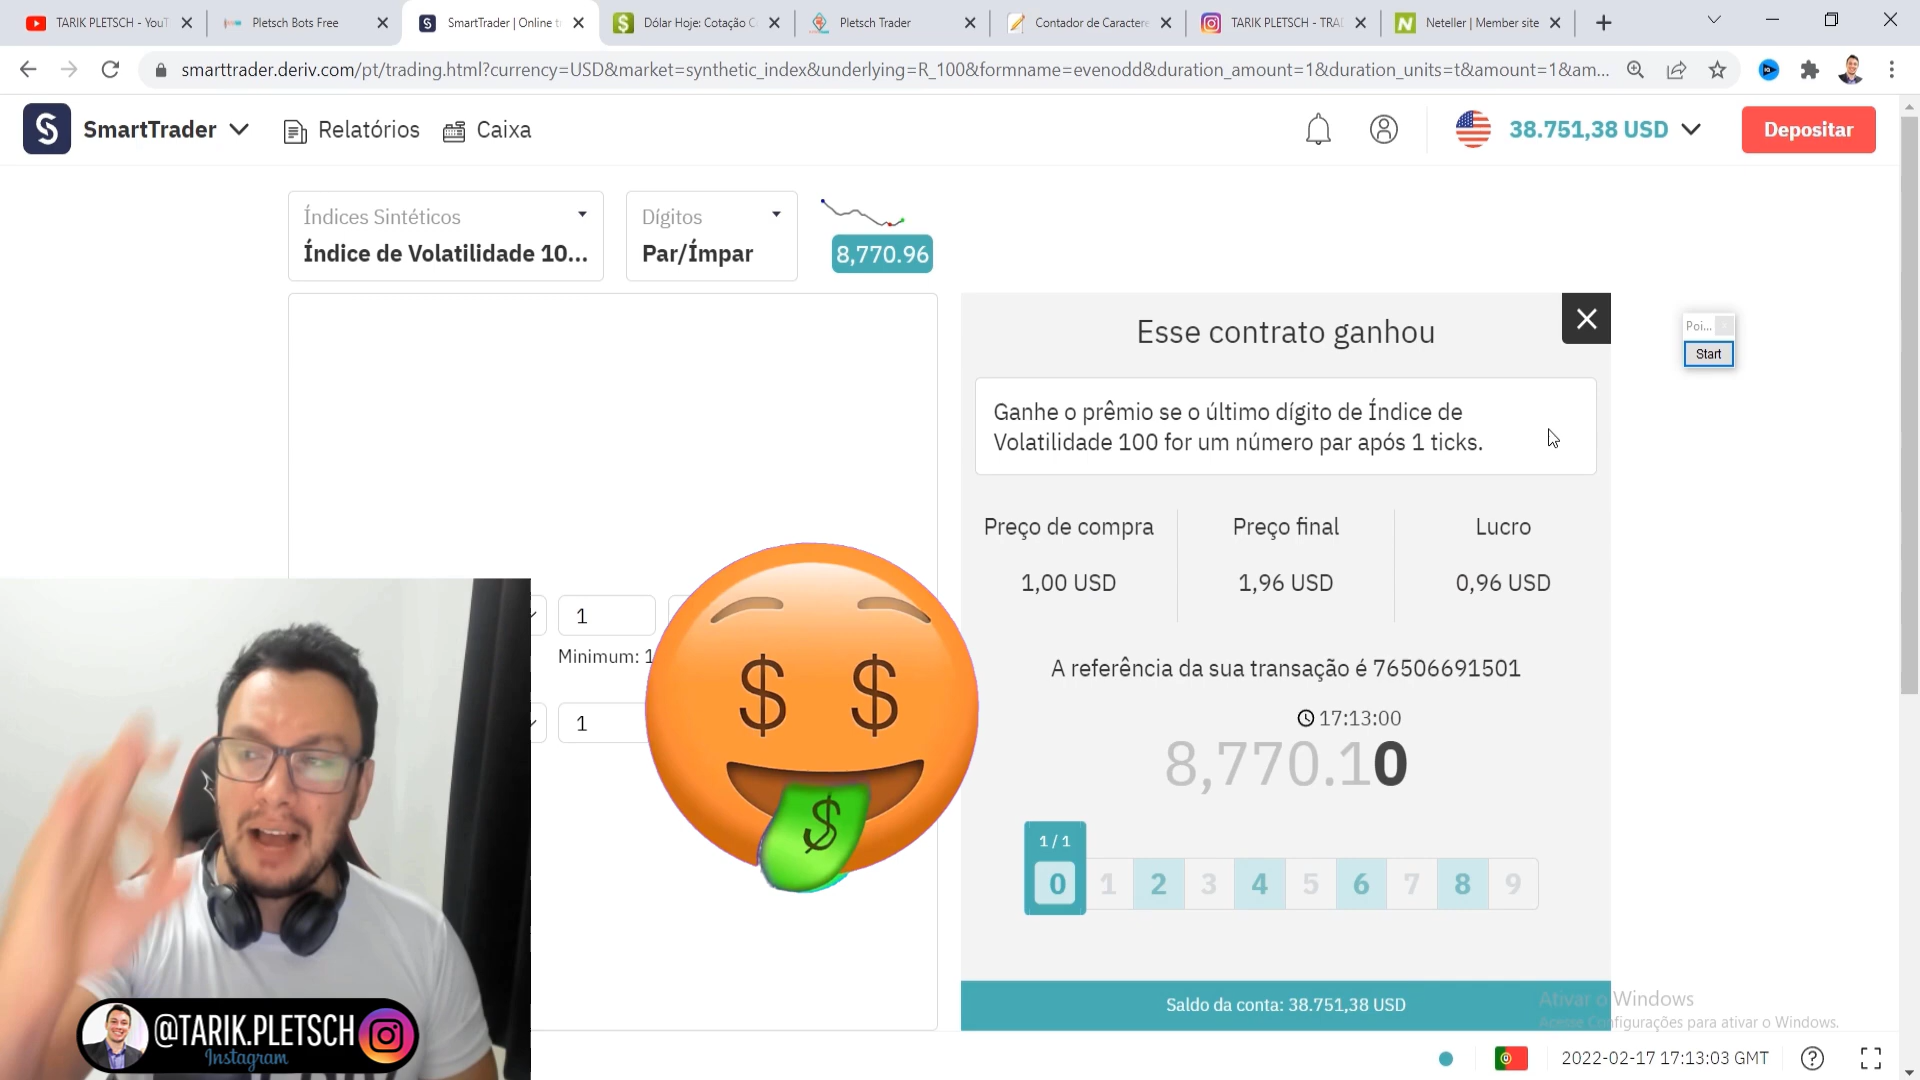 TARIK PLETSCH - YouT
Pletsch Bots Free
SmartTrader | Online t
Dólar Hoje: Cotação C
Pletsch Trader
Contador de Caractere
TARIK PLETSCH - TRA
Neteller | Member site
smarttrader.deriv.com/pt/trading.html?currency=USD&market=synthetic_index&underlying=R_100&formname=evenodd&duration_amount=1&duration_units=t&amount=1&am...
SmartTrader
Relatórios
Caixa
38.751,38 USD
Depositar
Índices Sintéticos
Índice de Volatilidade 10...
Dígitos
Par/Ímpar
8,770.96
Esse contrato ganhou
Poi...
Start
Ganhe o prêmio se o último dígito de Índice de
Volatilidade 100 for um número par após 1 ticks.
Preço de compra
Preço final
Lucro
1,00 USD
1,96 USD
0,96 USD
1
Minimum: 1
1
$ $
$
A referência da sua transação é 76506691501
17:13:00
8,770.10
1 / 1
0 1 2 3 4 5 6 7 8 9
Saldo da conta: 38.751,38 USD
Ativar o Windows
Acesse Configurações para ativar o Windows.
@TARIK.PLETSCH
Instagram
2022-02-17 17:13:03 GMT